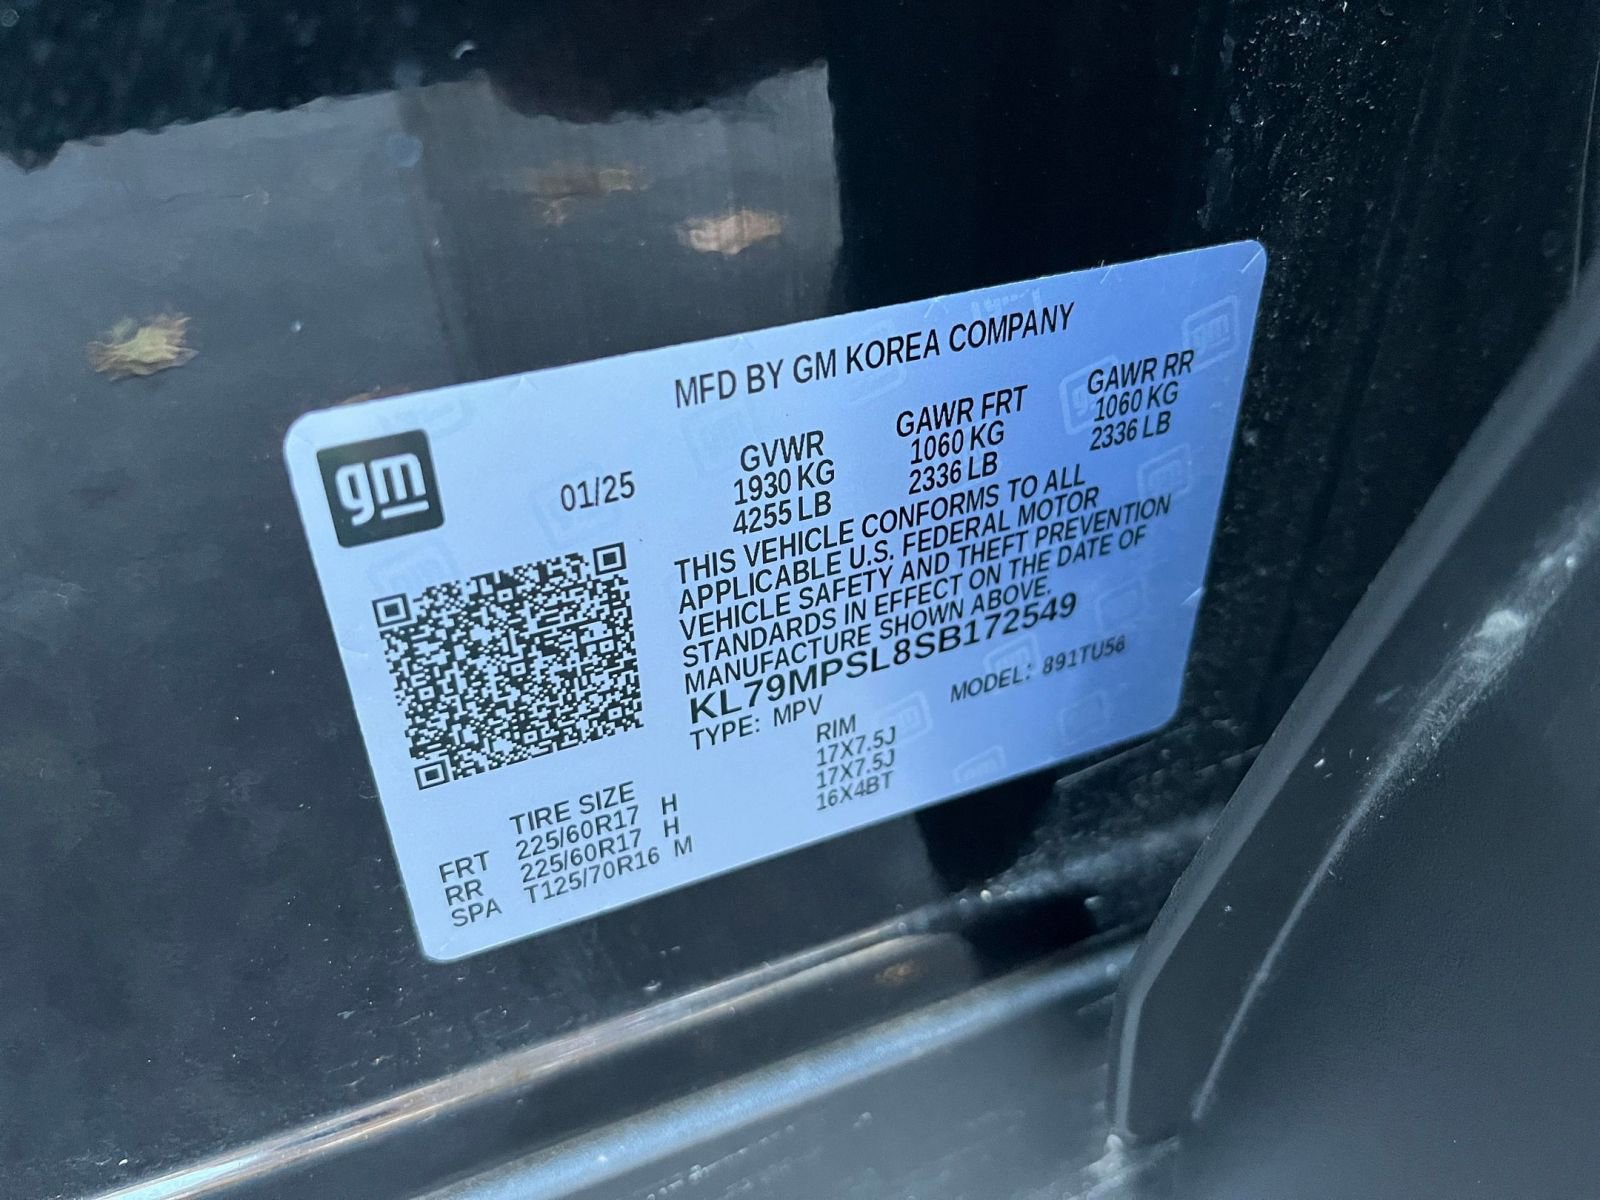 MFD BY GM KOREA COMPANY
gm
01/25
GVWR
1930 KG
4255 LB
GAWR FRT
1060 KG
2336 LB
GAWR RR
1060 KG
2336 LB
THIS VEHICLE CONFORMS TO ALL
APPLICABLE U.S. FEDERAL MOTOR
VEHICLE SAFETY AND THEFT PREVENTION
STANDARDS IN EFFECT ON THE DATE OF
MANUFACTURE SHOWN ABOVE.
KL79MPSL8SB172549
TYPE: MPV MODEL: 891TU56
TIRE SIZE RIM
FRT 225/60R17 H 17X7.5J
RR 225/60R17 H 17X7.5J
SPA T125/70R16 M 16X4BT